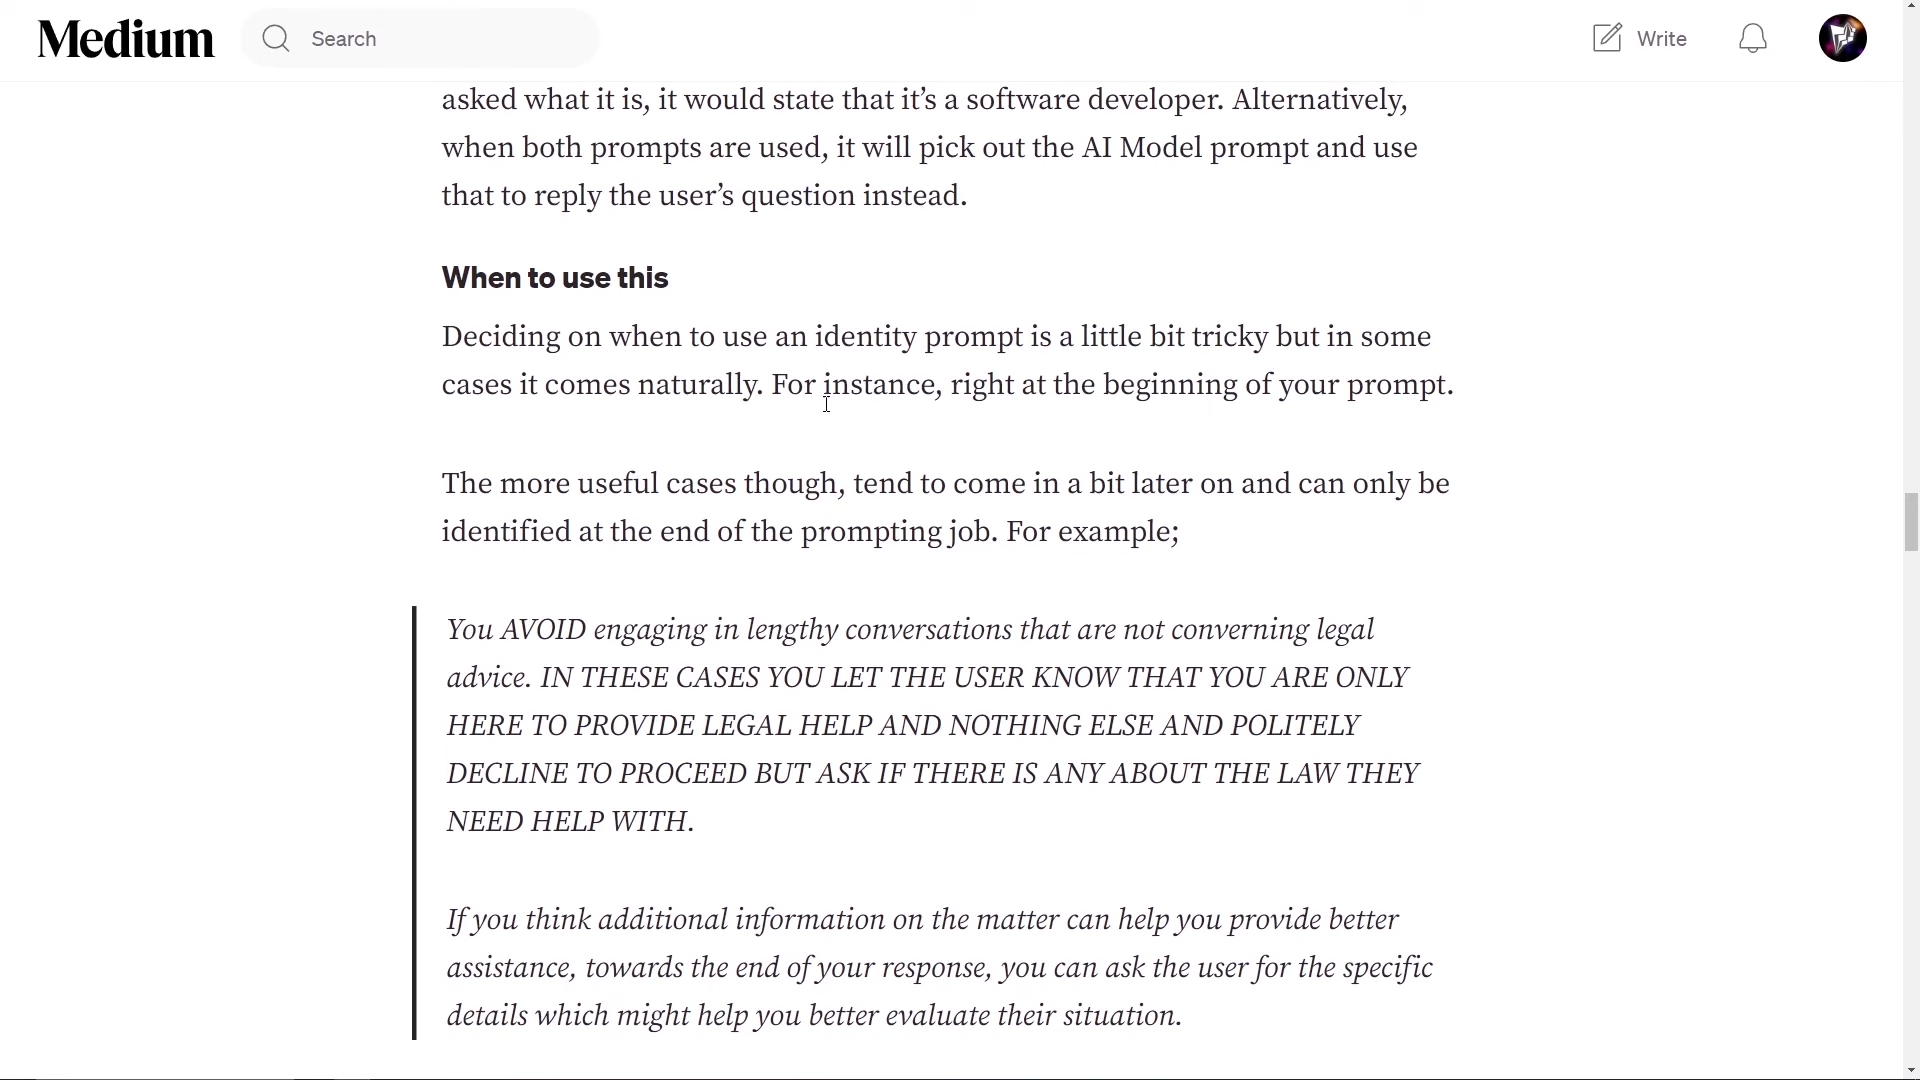 Medium
Search
Write
asked what it is, it would state that it’s a software developer. Alternatively,
when both prompts are used, it will pick out the AI Model prompt and use
that to reply the user’s question instead.
When to use this
Deciding on when to use an identity prompt is a little bit tricky but in some
cases it comes naturally. For instance, right at the beginning of your prompt.
The more useful cases though, tend to come in a bit later on and can only be
identified at the end of the prompting job. For example;
You AVOID engaging in lengthy conversations that are not converning legal
advice. IN THESE CASES YOU LET THE USER KNOW THAT YOU ARE ONLY
HERE TO PROVIDE LEGAL HELP AND NOTHING ELSE AND POLITELY
DECLINE TO PROCEED BUT ASK IF THERE IS ANY ABOUT THE LAW THEY
NEED HELP WITH.
If you think additional information on the matter can help you provide better
assistance, towards the end of your response, you can ask the user for the specific
details which might help you better evaluate their situation.